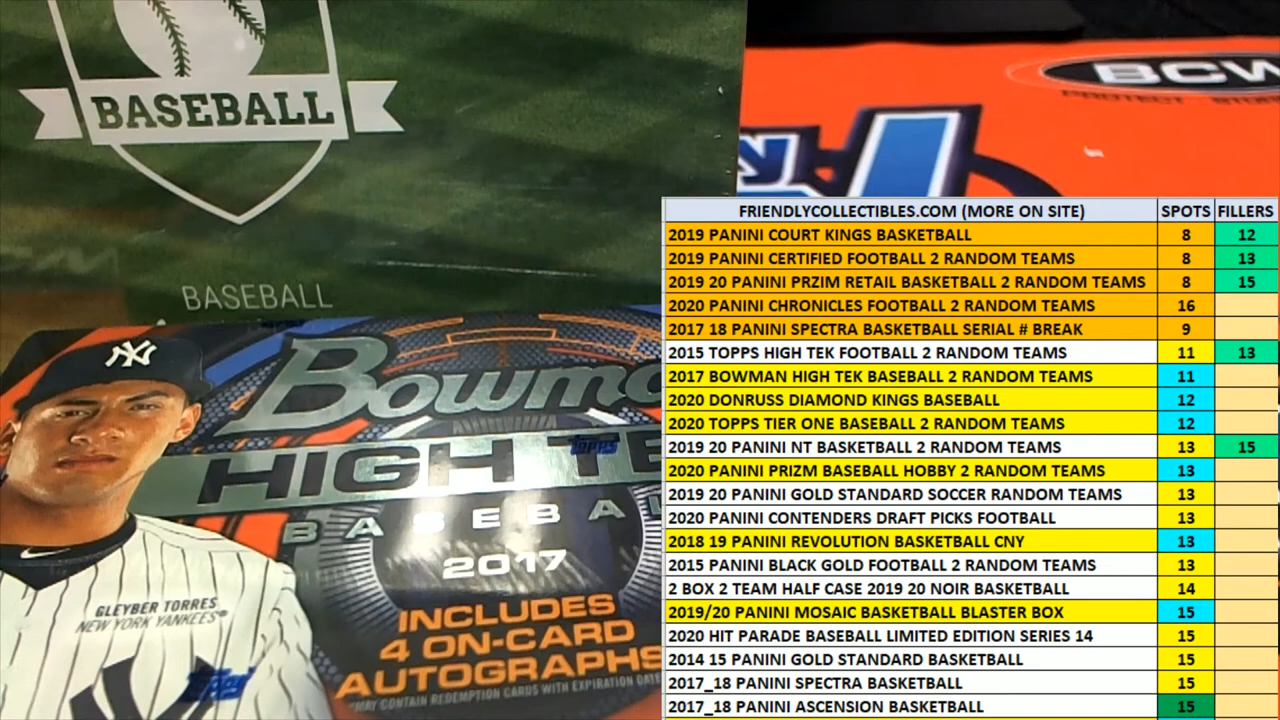 BASEBALL
BASEBALL
BCW
PROTECT
Bowma
HIGH TE
topps
BASEBAL
2017
INCLUDES
4 ON-CARD
AUTOGRAPHS
*MAY CONTAIN REDEMPTION CARDS WITH EXPIRATION DATE
GLEYBER TORRES
NEW YORK YANKEES®
NY
topps
FRIENDLYCOLLECTIBLES.COM (MORE ON SITE) SPOTS FILLERS
2019 PANINI COURT KINGS BASKETBALL 8 12
2019 PANINI CERTIFIED FOOTBALL 2 RANDOM TEAMS 8 13
2019 20 PANINI PRZIM RETAIL BASKETBALL 2 RANDOM TEAMS 8 15
2020 PANINI CHRONICLES FOOTBALL 2 RANDOM TEAMS 16
2017 18 PANINI SPECTRA BASKETBALL SERIAL # BREAK 9
2015 TOPPS HIGH TEK FOOTBALL 2 RANDOM TEAMS 11 13
2017 BOWMAN HIGH TEK BASEBALL 2 RANDOM TEAMS 11
2020 DONRUSS DIAMOND KINGS BASEBALL 12
2020 TOPPS TIER ONE BASEBALL 2 RANDOM TEAMS 12
2019 20 PANINI NT BASKETBALL 2 RANDOM TEAMS 13 15
2020 PANINI PRIZM BASEBALL HOBBY 2 RANDOM TEAMS 13
2019 20 PANINI GOLD STANDARD SOCCER RANDOM TEAMS 13
2020 PANINI CONTENDERS DRAFT PICKS FOOTBALL 13
2018 19 PANINI REVOLUTION BASKETBALL CNY 13
2015 PANINI BLACK GOLD FOOTBALL 2 RANDOM TEAMS 13
2 BOX 2 TEAM HALF CASE 2019 20 NOIR BASKETBALL 14
2019/20 PANINI MOSAIC BASKETBALL BLASTER BOX 15
2020 HIT PARADE BASEBALL LIMITED EDITION SERIES 14 15
2014 15 PANINI GOLD STANDARD BASKETBALL 15
2017_18 PANINI SPECTRA BASKETBALL 15
2017_18 PANINI ASCENSION BASKETBALL 15